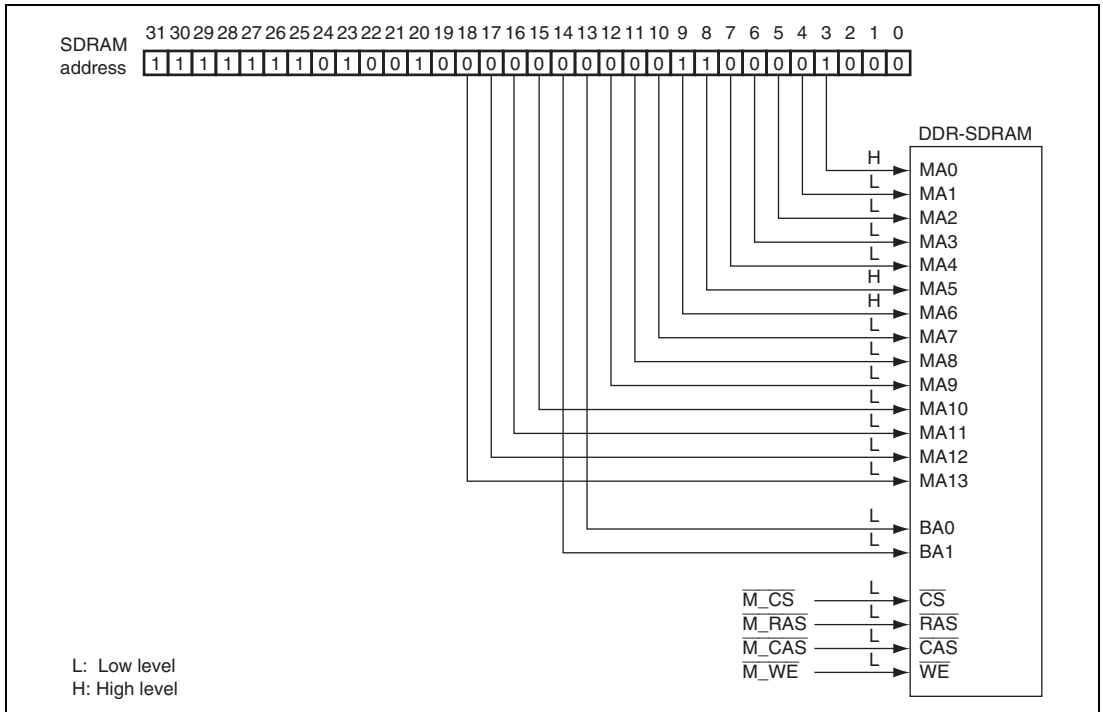 31 30 29 28 27 26 25 24 23 22 21 20 19 18 17 16 15 14 13 12 11 10 9 8 7 6 5 4 3 2 1 0
SDRAM
address
1 1 1 1 1 1 1 0 1 0 0 1 0 0 0 0 0 0 0 0 0 0 1 1 0 0 0 0 1 0 0 0
DDR-SDRAM
H MA0
L MA1
L MA2
L MA3
L MA4
H MA5
H MA6
L MA7
L MA8
L MA9
L MA10
L MA11
L MA12
L MA13
L BA0
L BA1
M_CS L CS
M_RAS L RAS
M_CAS L CAS
M_WE L WE
L: Low level
H: High level